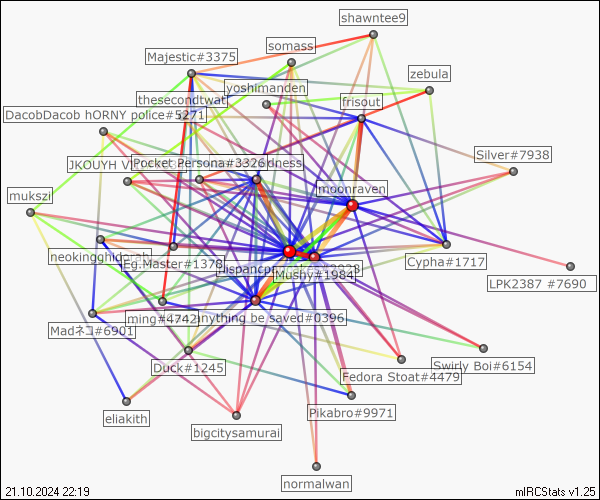 shawntee9
somass
Majestic#3375
zebula
yoshimanden
thesecondtwat
frisout
DacobDacob hORNY police#5271
Silver#7938
JKOUYH
Pocket Persona#3326
dness
moonraven
mukszi
neokingghidorah
Eg.Master#1378
Cypha#1717
Mushy#1984
LPK2387 #7690
ming#4742
anything be saved#0396
Madネコ#6901
Duck#1245
Swirly Boi#6154
Fedora Stoat#4479
eliakith
Pikabro#9971
bigcitysamurai
normalwan
21.10.2024 22:19
mIRCStats v1.25